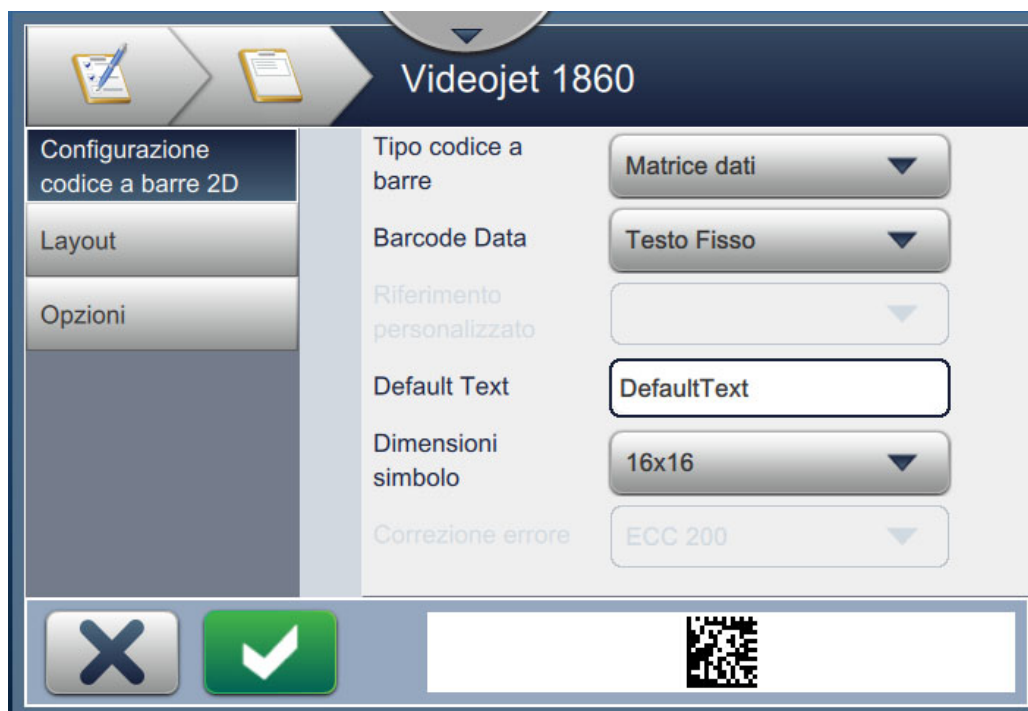 Videojet 1860
Configurazione
codice a barre 2D
Layout
Opzioni
Tipo codice a
barre
Matrice dati
Barcode Data
Testo Fisso
Riferimento
personalizzato
Default Text
DefaultText
Dimensioni
simbolo
16x16
Correzione errore
ECC 200